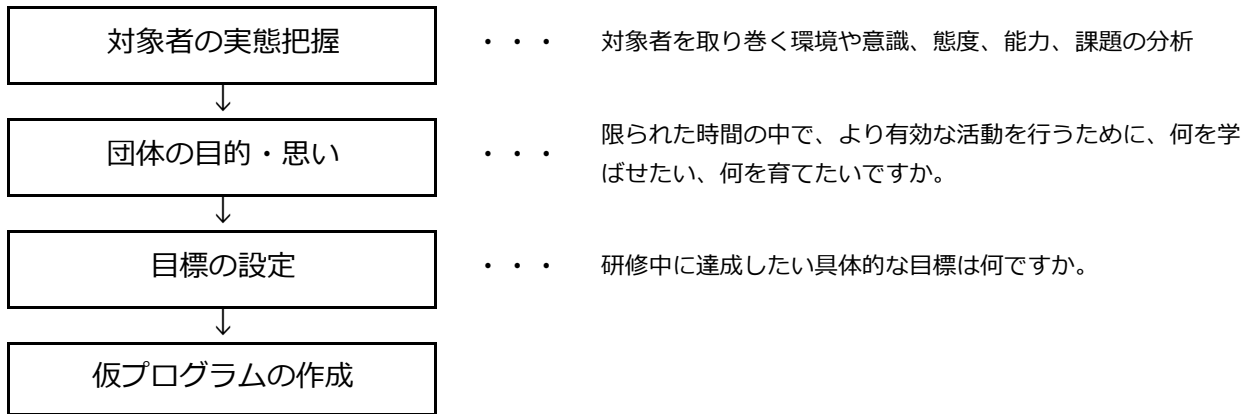 対象者の実態把握 ・・・ 対象者を取り巻く環境や意識、態度、能力、課題の分析
↓
団体の目的・思い ・・・ 限られた時間の中で、より有効な活動を行うために、何を学
ばせたい、何を育てたいですか。
↓
目標の設定 ・・・ 研修中に達成したい具体的な目標は何ですか。
↓
仮プログラムの作成